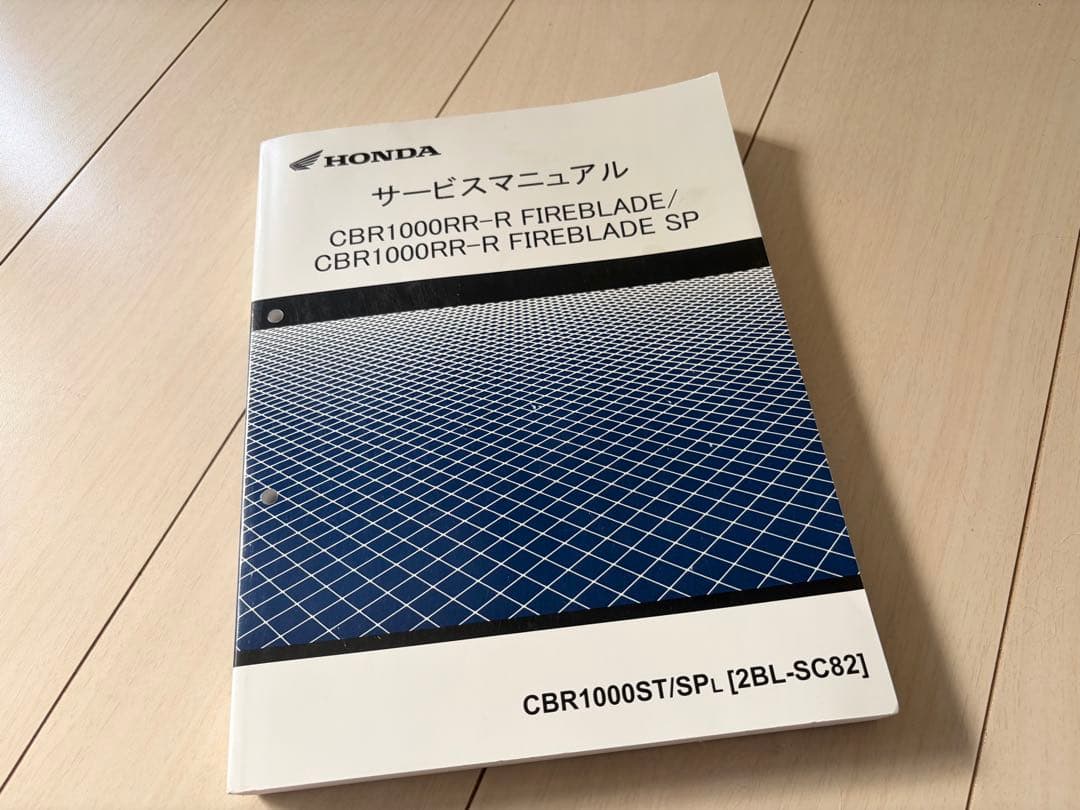 HONDA
サービスマニュアル
CBR1000RR-R FIREBLADE/
CBR1000RR-R FIREBLADE SP
CBR1000ST/SPL [2BL-SC82]